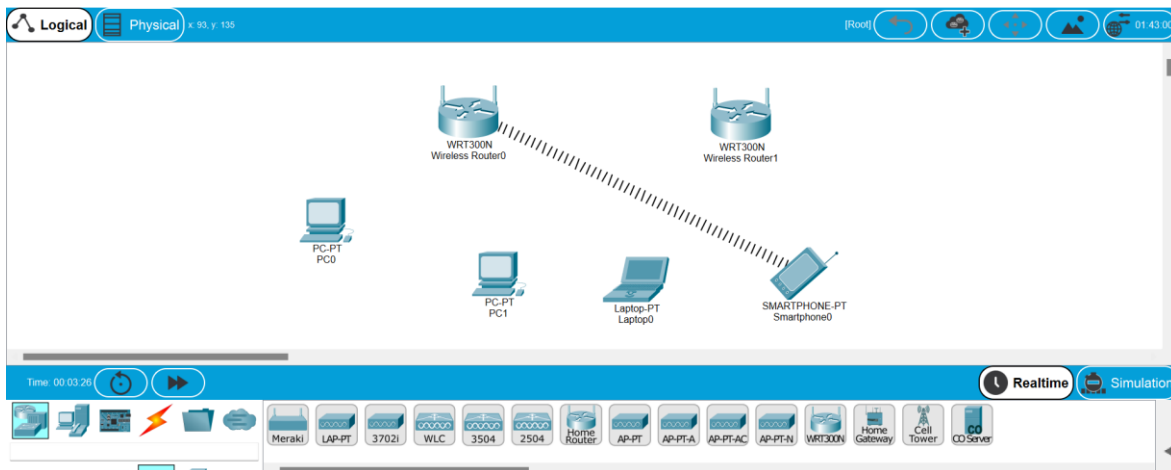 Logical
Physical
x: 93, y: 135
[Root]
01:43:00
WRT300N
Wireless Router0
WRT300N
Wireless Router1
PC-PT
PC0
PC-PT
PC1
Laptop-PT
Laptop0
SMARTPHONE-PT
Smartphone0
Time: 00:03:26
Realtime
Simulation
Meraki
LAP-PT
3702i
WLC
3504
2504
Home
Router
AP-PT
AP-PT-A
AP-PT-AC
AP-PT-N
WRT300N
Home
Gateway
Cell
Tower
CO
CO Server